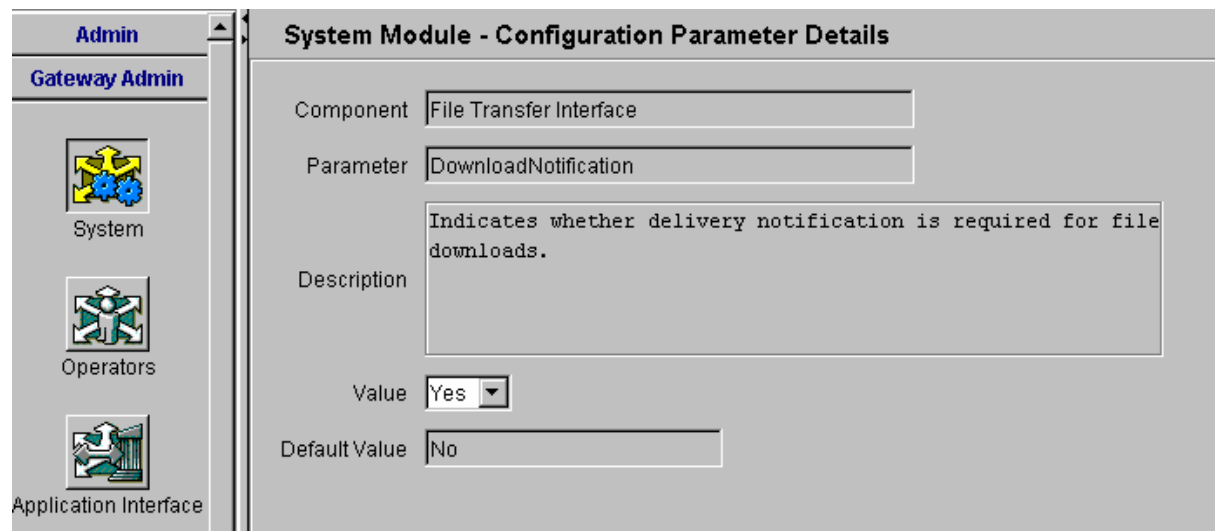 Admin
Gateway Admin
System
Operators
Application Interface
System Module - Configuration Parameter Details
Component File Transfer Interface
Parameter DownloadNotification
Description Indicates whether delivery notification is required for file
downloads.
Value Yes
Default Value No